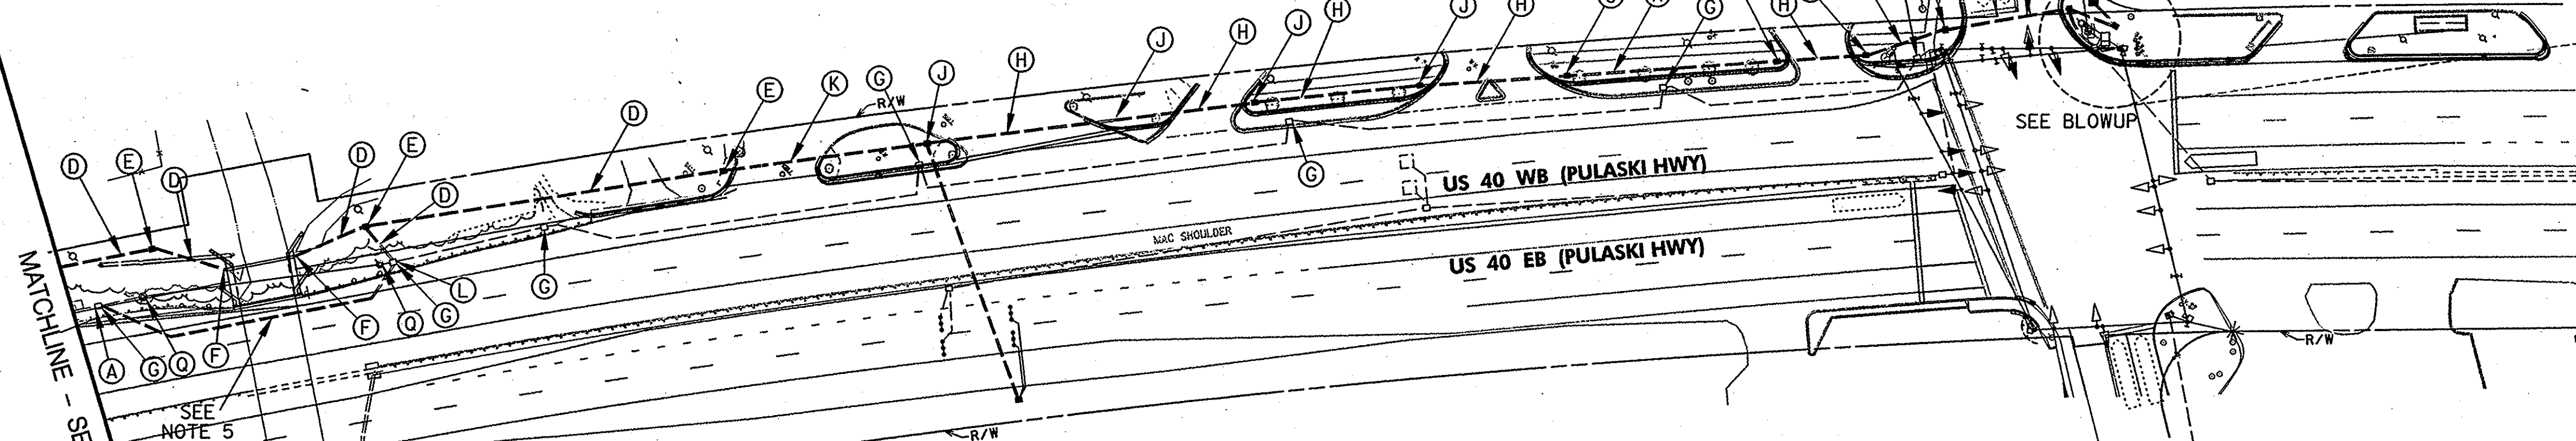 J
H
J
H
J
H
G
H
J
H
G
K
E
D
E
D
D
E
D
D
R/W
G
SEE BLOWUP
US 40 WB (PULASKI HWY)
MAC SHOULDER
US 40 EB (PULASKI HWY)
MATCHLINE - SE
A
G
Q
F
F
Q
G
L
G
SEE
NOTE 5
R/W
R/W